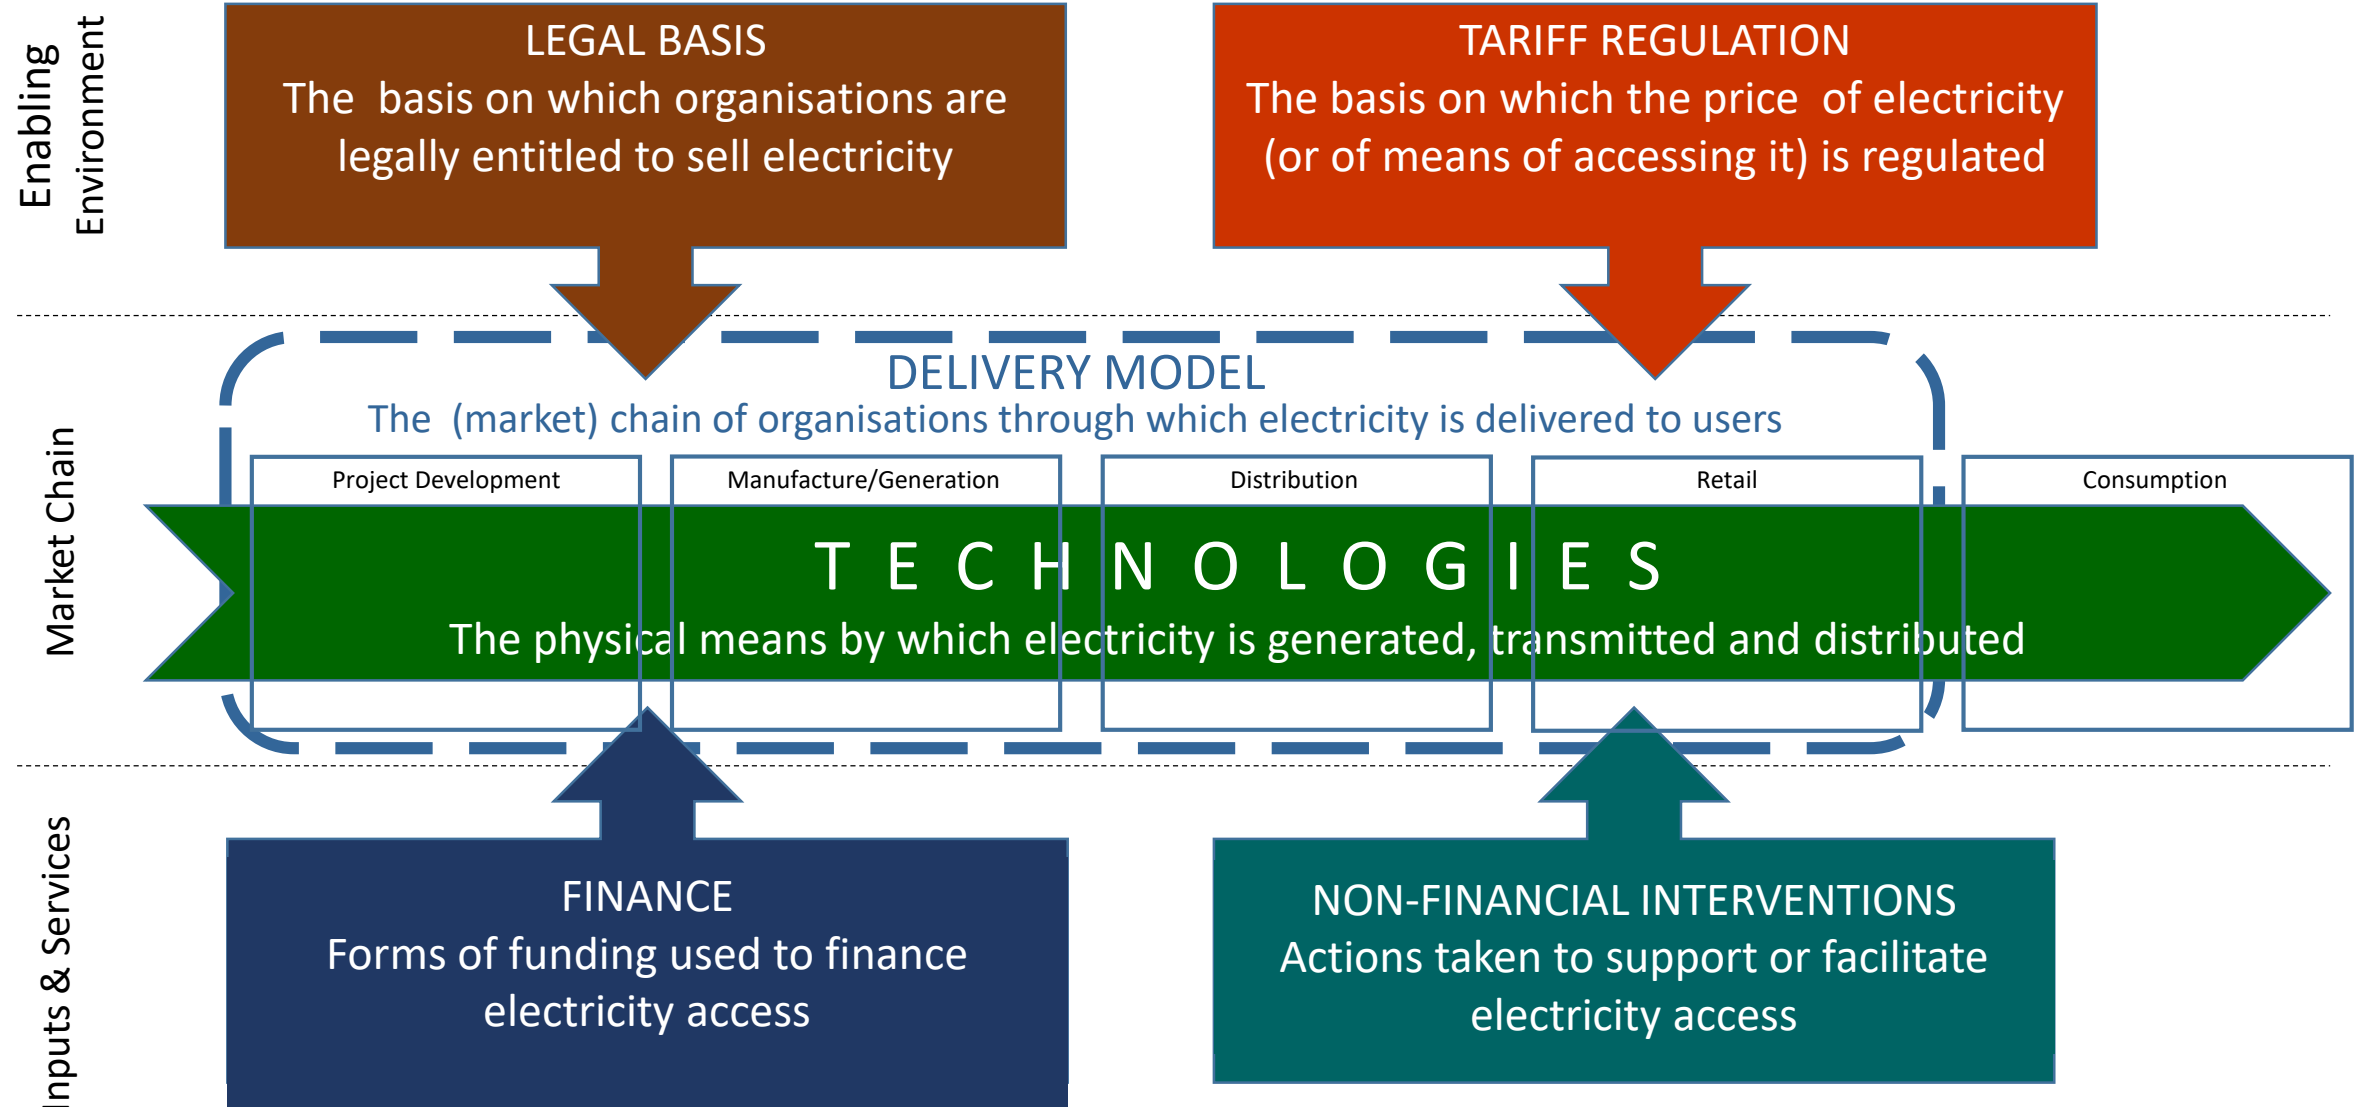 Enabling
Environment
LEGAL BASIS
The basis on which organisations are
legally entitled to sell electricity
TARIFF REGULATION
The basis on which the price of electricity
(or of means of accessing it) is regulated
Market Chain
DELIVERY MODEL
The (market) chain of organisations through which electricity is delivered to users
Project Development
Manufacture/Generation
Distribution
Retail
Consumption
TECHNOLOGIES
The physical means by which electricity is generated, transmitted and distributed
Inputs & Services
FINANCE
Forms of funding used to finance
electricity access
NON-FINANCIAL INTERVENTIONS
Actions taken to support or facilitate
electricity access